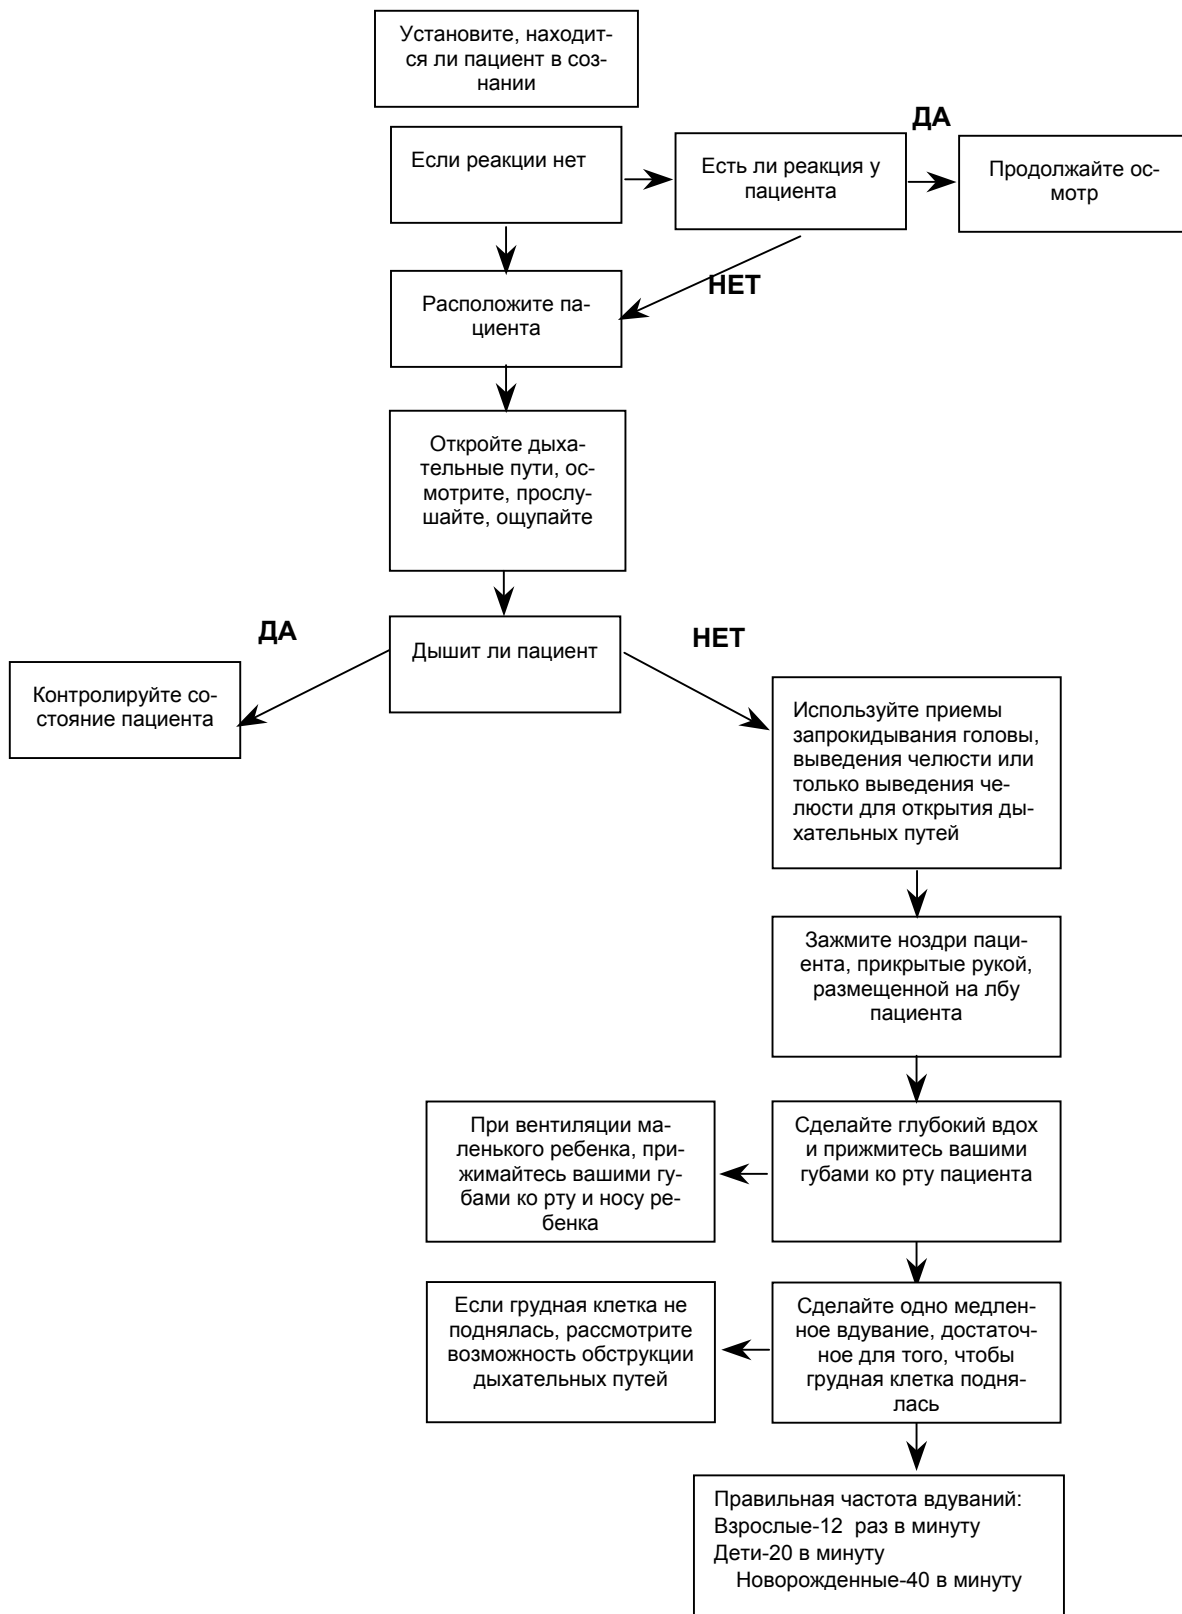 Установите, находит-
ся ли пациент в соз-
нании
ДА
Если реакции нет
Есть ли реакция у
пациента
Продолжайте ос-
мотр
НЕТ
Расположите па-
циента
Откройте дыха-
тельные пути, ос-
мотрите, прослу-
шайте, ощупайте
ДА
Дышит ли пациент
НЕТ
Контролируйте со-
стояние пациента
Используйте приемы
запрокидывания головы,
выведения челюсти или
только выведения че-
люсти для открытия ды-
хательных путей
Зажмите ноздри паци-
ента, прикрытые рукой,
размещенной на лбу
пациента
При вентиляции ма-
ленького ребенка, при-
жимайтесь вашими гу-
бами ко рту и носу ре-
бенка
Сделайте глубокий вдох
и прижмитесь вашими
губами ко рту пациента
Если грудная клетка не
поднялась, рассмотрите
возможность обструкции
дыхательных путей
Сделайте одно медлен-
ное вдувание, достаточ-
ное для того, чтобы
грудная клетка подня-
лась
Правильная частота вдуваний:
Взрослые-12 раз в минуту
Дети-20 в минуту
Новорожденные-40 в минуту